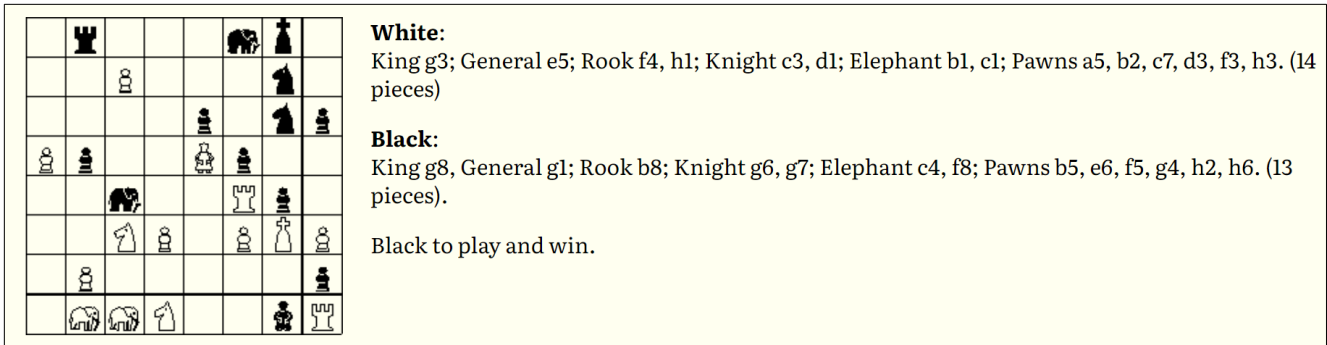 White:
King g3; General e5; Rook f4, h1; Knight c3, d1; Elephant b1, c1; Pawns a5, b2, c7, d3, f3, h3. (14
pieces)
Black:
King g8, General g1; Rook b8; Knight g6, g7; Elephant c4, f8; Pawns b5, e6, f5, g4, h2, h6. (13
pieces).
Black to play and win.